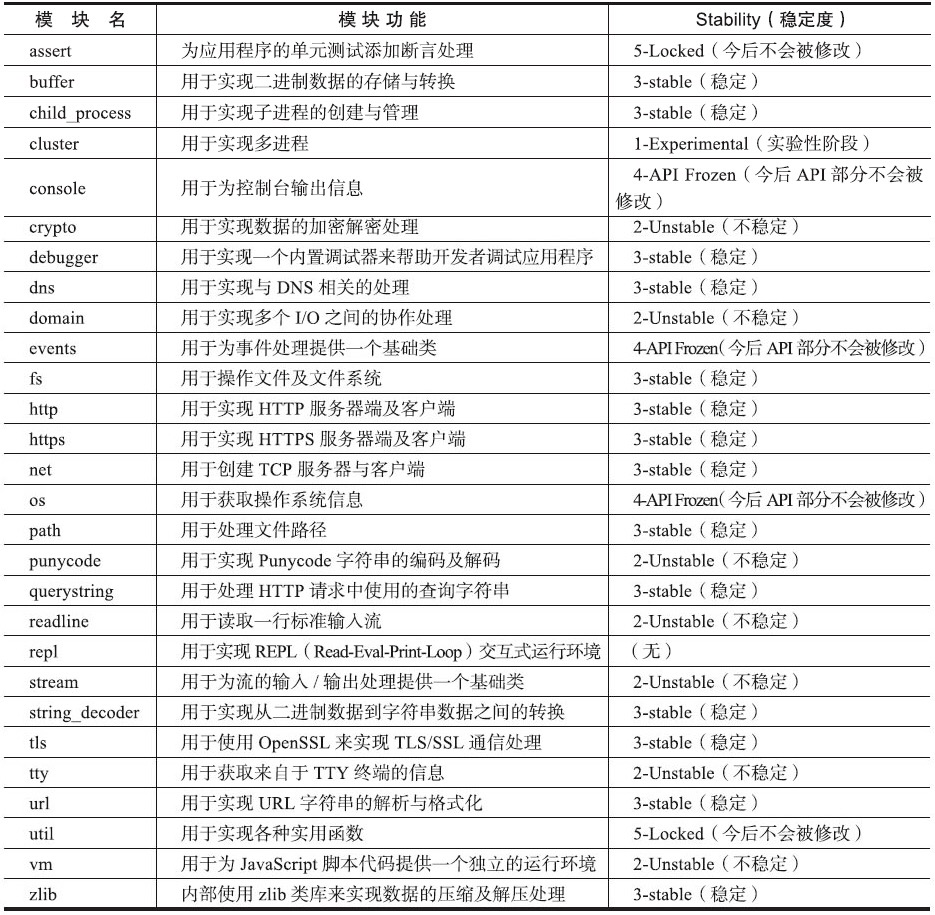 模 块 名 模 块 功 能 Stability（稳定度）
assert 为应用程序的单元测试添加断言处理 5-Locked（今后不会被修改）
buffer 用于实现二进制数据的存储与转换 3-stable（稳定）
child_process 用于实现子进程的创建与管理 3-stable（稳定）
cluster 用于实现多进程 1-Experimental（实验性阶段）
console 用于为控制台输出信息 4-API Frozen（今后 API 部分不会被
修改）
crypto 用于实现数据的加密解密处理 2-Unstable（不稳定）
debugger 用于实现一个内置调试器来帮助开发者调试应用程序 3-stable（稳定）
dns 用于实现与 DNS 相关的处理 3-stable（稳定）
domain 用于实现多个 I/O 之间的协作处理 2-Unstable（不稳定）
events 用于为事件处理提供一个基础类 4-API Frozen（今后 API 部分不会被修改）
fs 用于操作文件及文件系统 3-stable（稳定）
http 用于实现 HTTP 服务器端及客户端 3-stable（稳定）
https 用于实现 HTTPS 服务器端及客户端 3-stable（稳定）
net 用于创建 TCP 服务器与客户端 3-stable（稳定）
os 用于获取操作系统信息 4-API Frozen（今后 API 部分不会被修改）
path 用于处理文件路径 3-stable（稳定）
punycode 用于实现 Punycode 字符串的编码及解码 2-Unstable（不稳定）
querystring 用于处理 HTTP 请求中使用的查询字符串 3-stable（稳定）
readline 用于读取一行标准输入流 2-Unstable（不稳定）
repl 用于实现 REPL（Read-Eval-Print-Loop）交互式运行环境 （无）
stream 用于为流的输入 / 输出处理提供一个基础类 2-Unstable（不稳定）
string_decoder 用于实现从二进制数据到字符串数据之间的转换 3-stable（稳定）
tls 用于使用 OpenSSL 来实现 TLS/SSL 通信处理 3-stable（稳定）
tty 用于获取来自于 TTY 终端的信息 2-Unstable（不稳定）
url 用于实现 URL 字符串的解析与格式化 3-stable（稳定）
util 用于实现各种实用函数 5-Locked（今后不会被修改）
vm 用于为 JavaScript 脚本代码提供一个独立的运行环境 2-Unstable（不稳定）
zlib 内部使用 zlib 类库来实现数据的压缩及解压处理 3-stable（稳定）